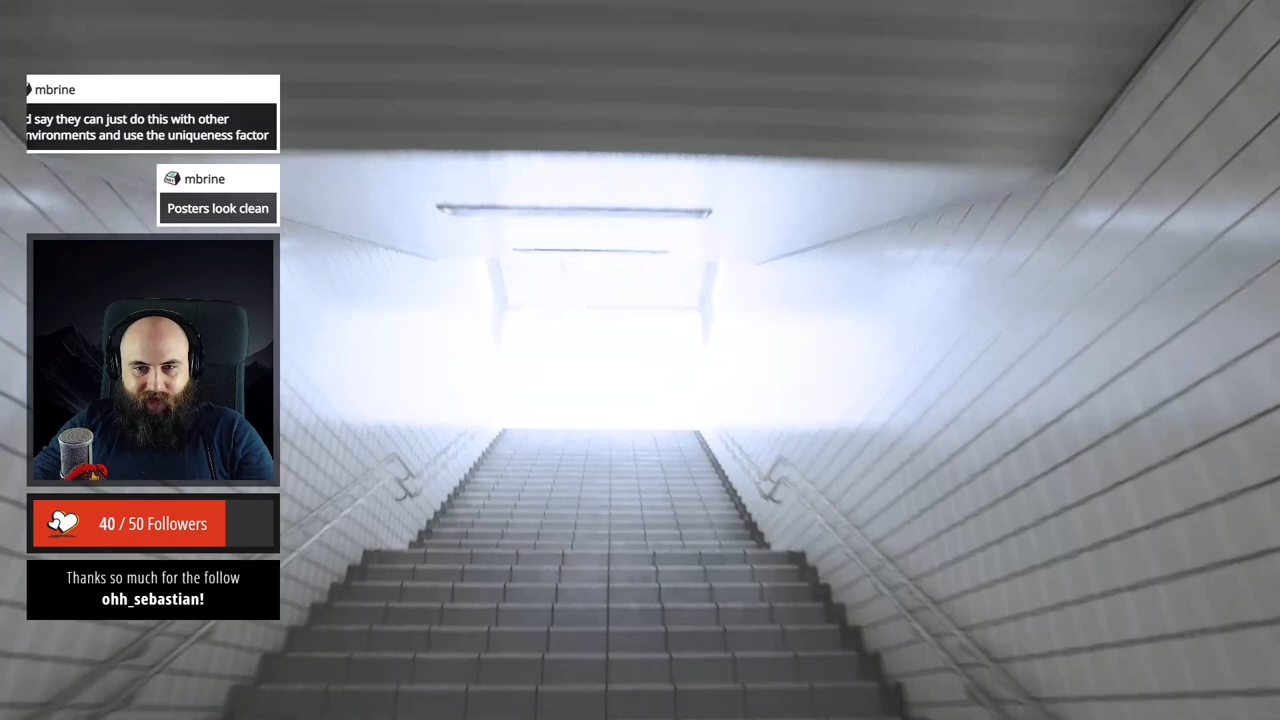 mbrine
say they can just do this with other
nvironments and use the uniqueness factor
mbrine
Posters look clean
40 / 50 Followers
Thanks so much for the follow
ohh_sebastian!